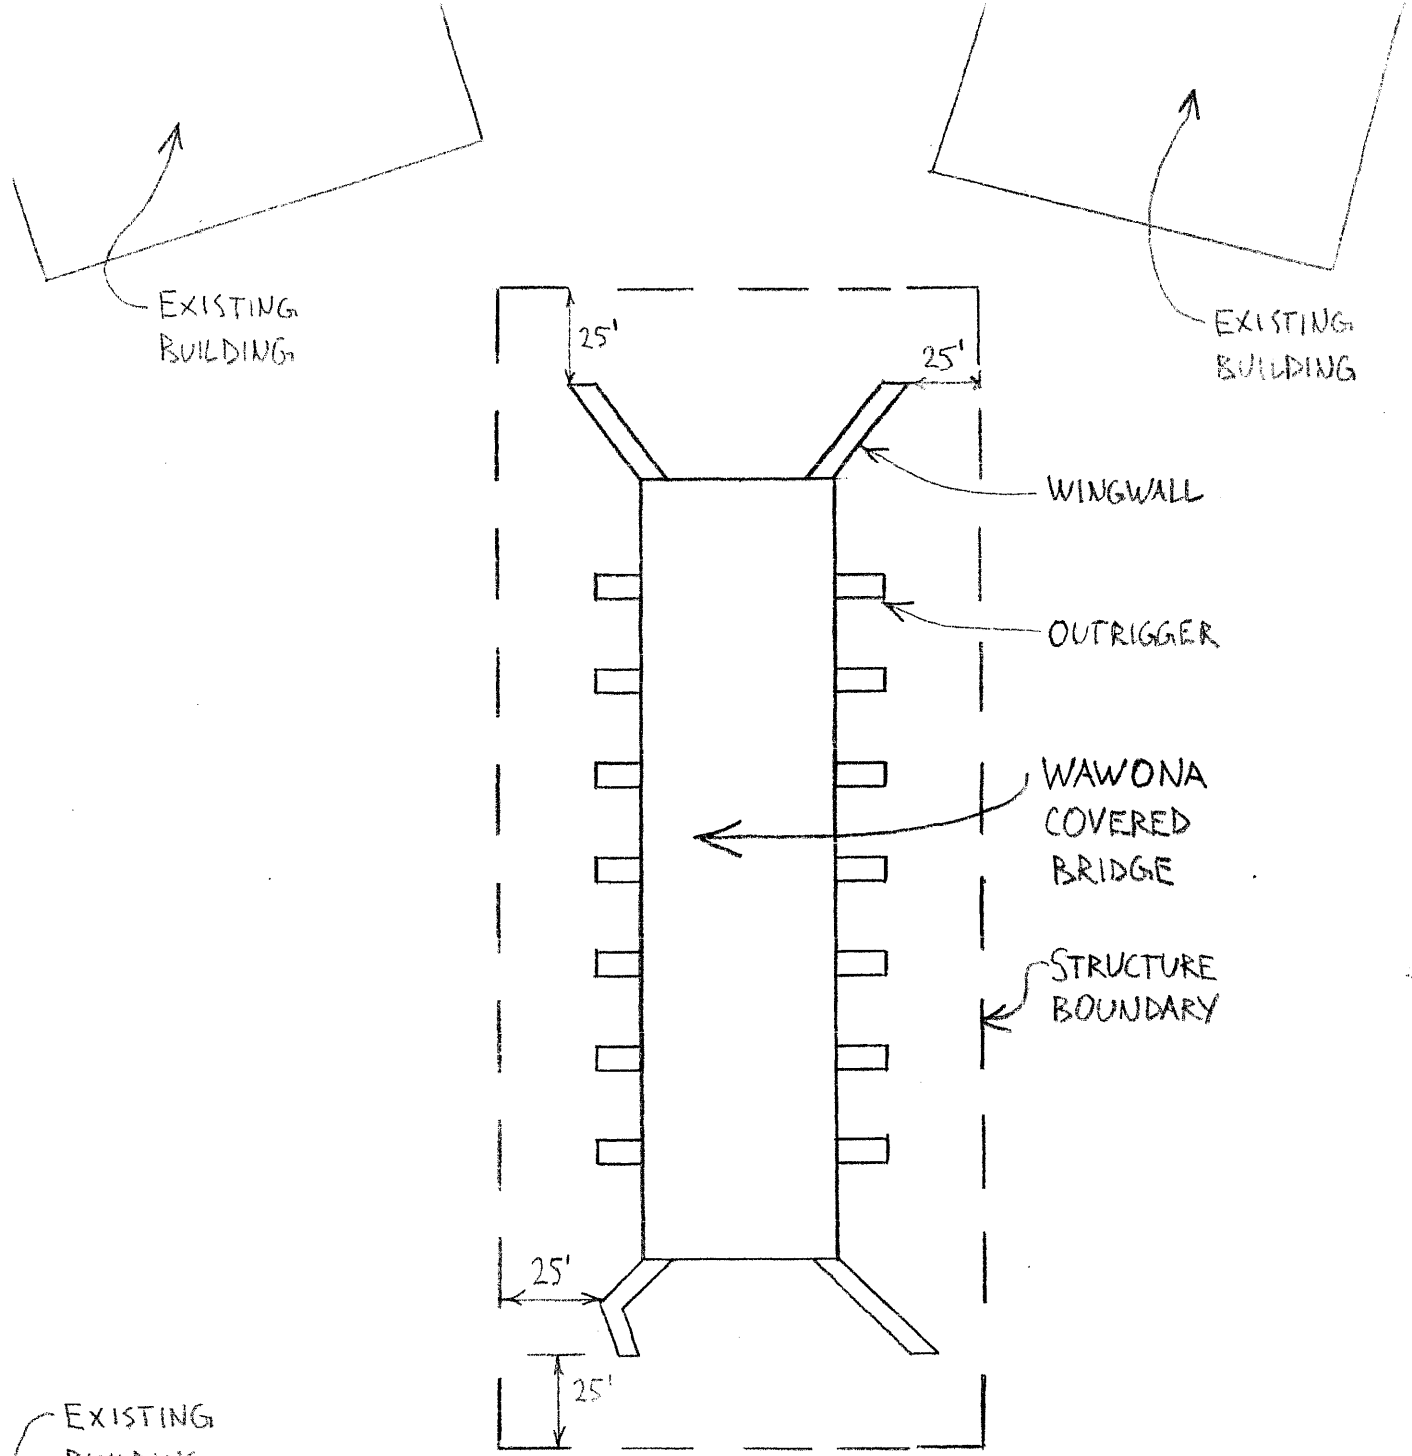 EXISTING
BUILDING
EXISTING
BUILDING
25'
25'
WINGWALL
OUTRIGGER
WAWONA
COVERED
BRIDGE
STRUCTURE
BOUNDARY
25'
25'
EXISTING